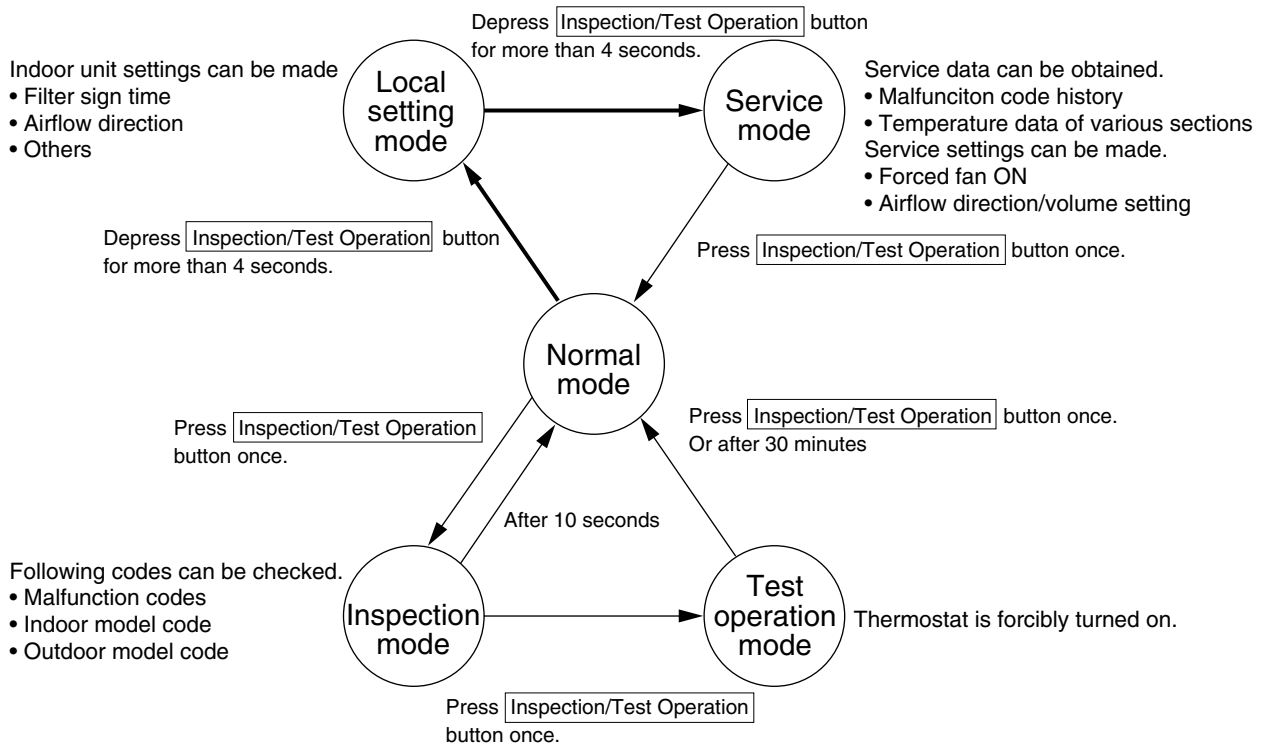 Depress Inspection/Test Operation button
for more than 4 seconds.
Indoor unit settings can be made
• Filter sign time
• Airflow direction
• Others
Local
setting
mode
Service
mode
Service data can be obtained.
• Malfunciton code history
• Temperature data of various sections
Service settings can be made.
• Forced fan ON
• Airflow direction/volume setting
Depress Inspection/Test Operation button
for more than 4 seconds.
Press Inspection/Test Operation button once.
Normal
mode
Press Inspection/Test Operation
button once.
Press Inspection/Test Operation button once.
Or after 30 minutes
After 10 seconds
Following codes can be checked.
• Malfunction codes
• Indoor model code
• Outdoor model code
Inspection
mode
Test
operation
mode
Thermostat is forcibly turned on.
Press Inspection/Test Operation
button once.